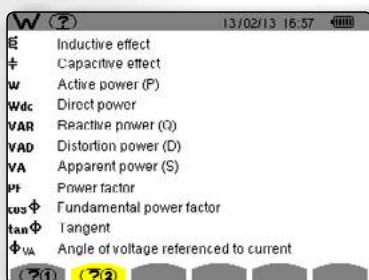 W (?) 13/02/13 16:57
Inductive effect
Capacitive effect
W Active power (P)
Wdc Direct power
VAR Reactive power (Q)
VAD Distortion power (D)
VA Apparent power (S)
PF Power factor
cos Φ Fundamental power factor
tan Φ Tangent
Φ VA Angle of voltage referenced to current
(?①) (?②)